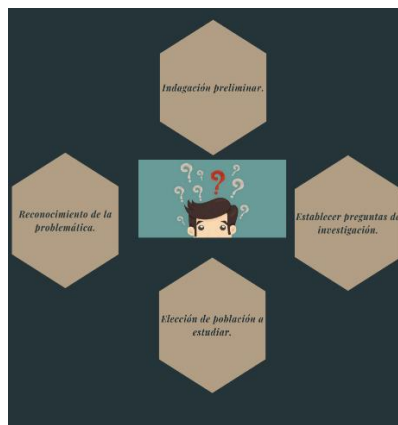 Indagación preliminar.
Reconocimiento de la
problemática.
Establecer preguntas de
investigación.
Elección de población a
estudiar.